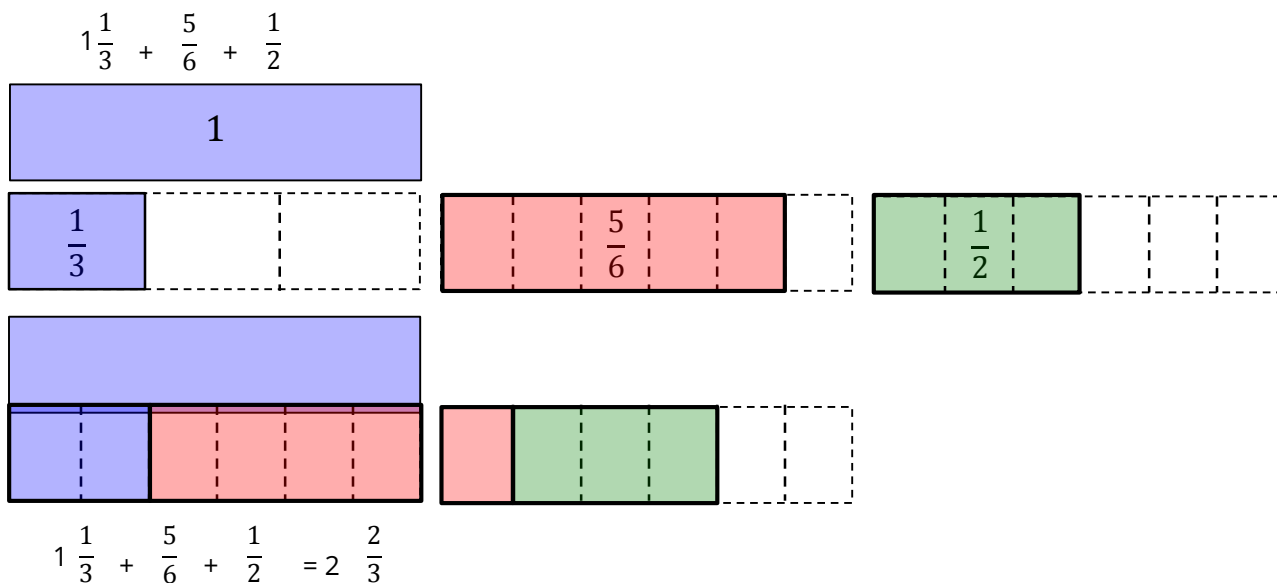 1 1/3 + 5/6 + 1/2
1
1/3 5/6 1/2
1 1/3 + 5/6 + 1/2 = 2 2/3